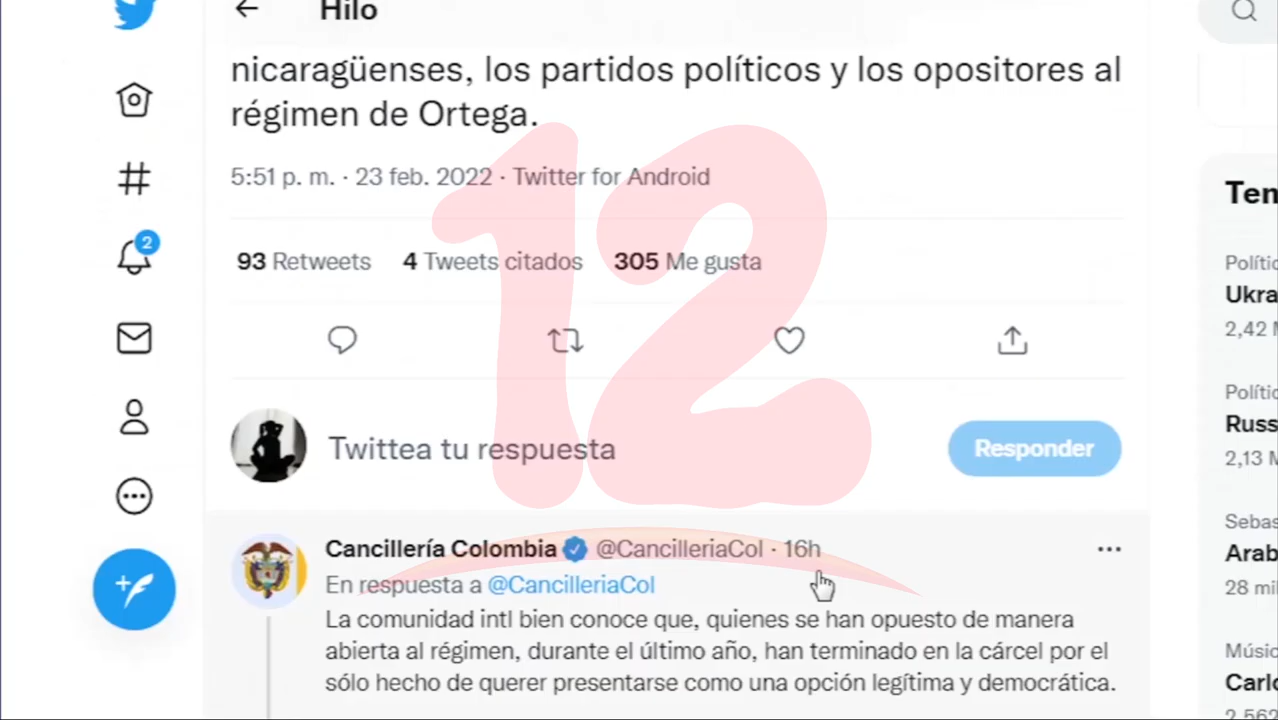 Hilo
nicaragüenses, los partidos políticos y los opositores al
régimen de Ortega.
5:51 p. m. · 23 feb. 2022 · Twitter for Android
93 Retweets 4 Tweets citados 305 Me gusta
12
2
Twittea tu respuesta
Responder
Cancillería Colombia @CancilleriaCol · 16h
En respuesta a @CancilleriaCol
La comunidad intl bien conoce que, quienes se han opuesto de manera
abierta al régimen, durante el último año, han terminado en la cárcel por el
sólo hecho de querer presentarse como una opción legítima y democrática.
Ten
Polític
Ukra
2,42 M
Polític
Russ
2,13 M
Sebas
Arab
28 mil
Músic
Carlo
2.562